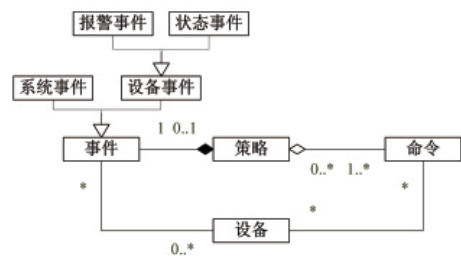 报警事件 状态事件
系统事件 设备事件
1 0..1
事件 策略 命令
0..* 1..*
* * *
设备
0..*